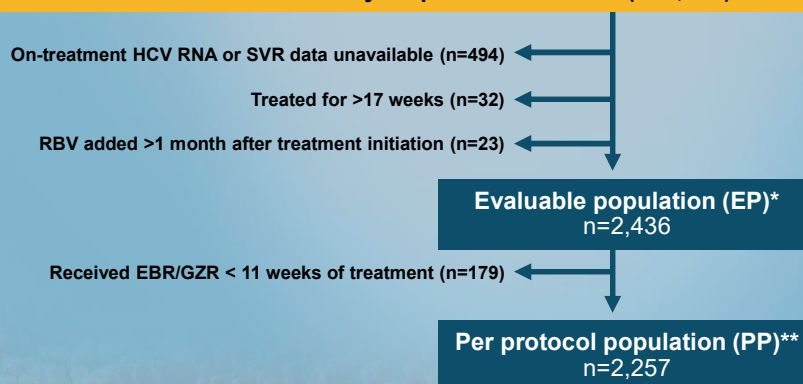 On-treatment HCV RNA or SVR data unavailable (n=494)
Treated for >17 weeks (n=32)
RBV added >1 month after treatment initiation (n=23)
Evaluable population (EP)*
n=2,436
Received EBR/GZR < 11 weeks of treatment (n=179)
Per protocol population (PP)**
n=2,257